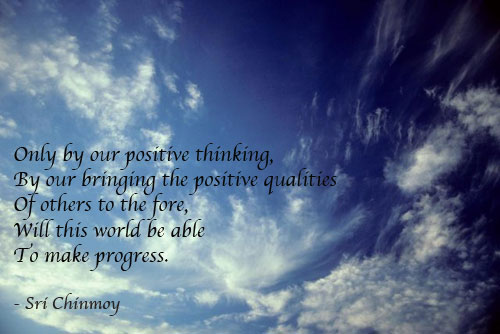 Only by our positive thinking,
By our bringing the positive qualities
Of others to the fore,
Will this world be able
To make progress.
- Sri Chinmoy